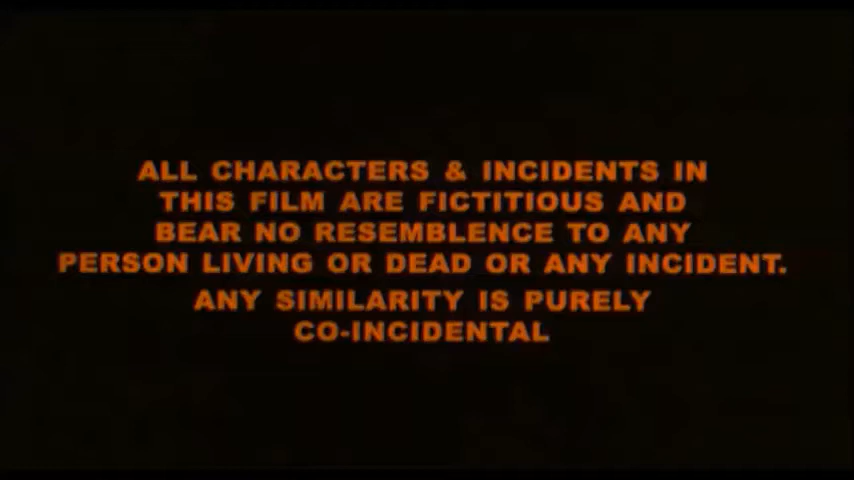 ALL CHARACTERS & INCIDENTS IN
THIS FILM ARE FICTITIOUS AND
BEAR NO RESEMBLENCE TO ANY
PERSON LIVING OR DEAD OR ANY INCIDENT.
ANY SIMILARITY IS PURELY
CO-INCIDENTAL